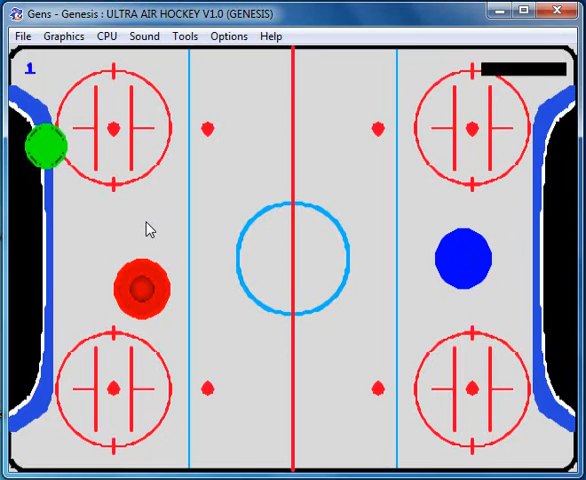 Gens - Genesis : ULTRA AIR HOCKEY V1.0 (GENESIS)
File Graphics CPU Sound Tools Options Help
1